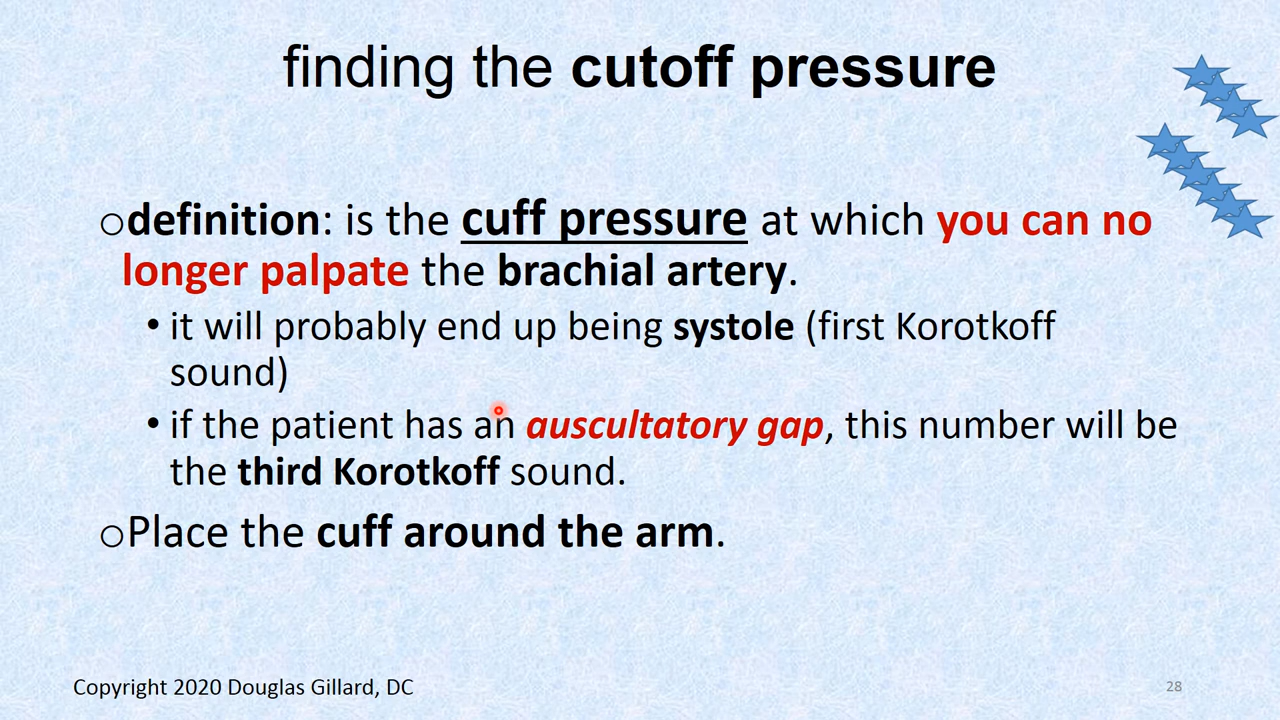 finding the cutoff pressure
○definition: is the cuff pressure at which you can no
longer palpate the brachial artery.
• it will probably end up being systole (first Korotkoff
sound)
• if the patient has an auscultatory gap, this number will be
the third Korotkoff sound.
○Place the cuff around the arm.
Copyright 2020 Douglas Gillard, DC
28